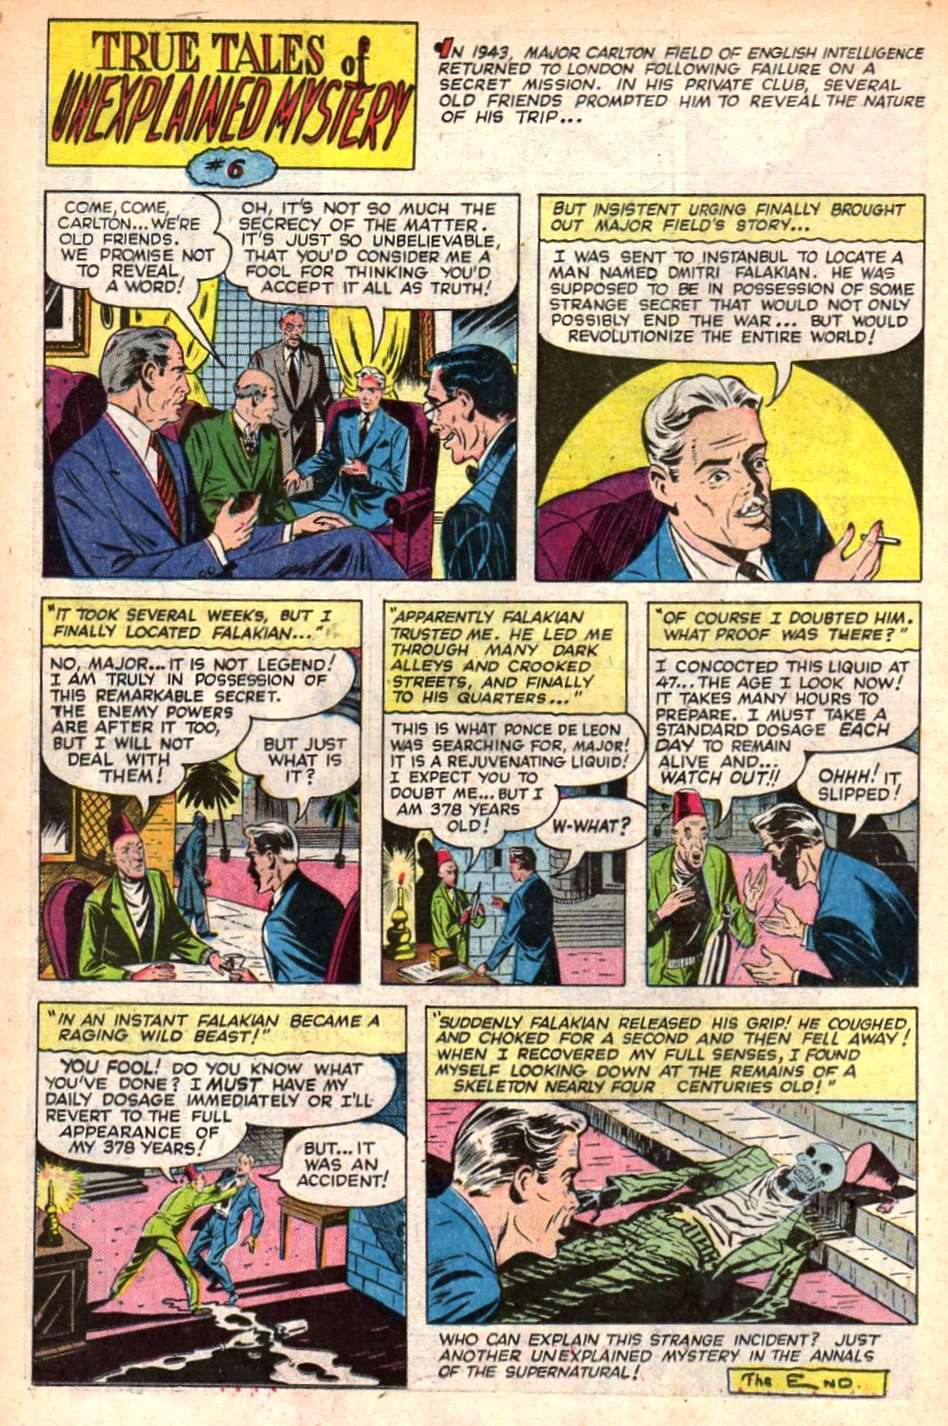 TRUE TALES of
UNEXPLAINED MYSTERY
#6
IN 1943, MAJOR CARLTON FIELD OF ENGLISH INTELLIGENCE
RETURNED TO LONDON FOLLOWING FAILURE ON A
SECRET MISSION. IN HIS PRIVATE CLUB, SEVERAL
OLD FRIENDS PROMPTED HIM TO REVEAL THE NATURE
OF HIS TRIP...
COME, COME,
CARLTON... WE'RE
OLD FRIENDS.
WE PROMISE NOT
TO REVEAL
A WORD!
OH, IT'S NOT SO MUCH THE
SECRECY OF THE MATTER.
IT'S JUST SO UNBELIEVABLE,
THAT YOU'D CONSIDER ME A
FOOL FOR THINKING YOU'D
ACCEPT IT ALL AS TRUTH!
BUT INSISTENT URGING FINALLY BROUGHT
OUT MAJOR FIELD'S STORY...
I WAS SENT TO INSTANBUL TO LOCATE A
MAN NAMED DMITRI FALAKIAN. HE WAS
SUPPOSED TO BE IN POSSESSION OF SOME
STRANGE SECRET THAT WOULD NOT ONLY
POSSIBLY END THE WAR... BUT WOULD
REVOLUTIONIZE THE ENTIRE WORLD!
"IT TOOK SEVERAL WEEKS, BUT I
FINALLY LOCATED FALAKIAN..."
NO, MAJOR... IT IS NOT LEGEND!
I AM TRULY IN POSSESSION OF
THIS REMARKABLE SECRET.
THE ENEMY POWERS
ARE AFTER IT TOO,
BUT I WILL NOT
DEAL WITH
THEM!
BUT JUST
WHAT IS
IT?
"APPARENTLY FALAKIAN
TRUSTED ME. HE LED ME
THROUGH MANY DARK
ALLEYS AND CROOKED
STREETS, AND FINALLY
TO HIS QUARTERS..."
THIS IS WHAT PONCE DE LEON
WAS SEARCHING FOR, MAJOR!
IT IS A REJUVENATING LIQUID!
I EXPECT YOU TO
DOUBT ME... BUT I
AM 378 YEARS
OLD!
W-WHAT?
"OF COURSE I DOUBTED HIM.
WHAT PROOF WAS THERE?"
I CONCOCTED THIS LIQUID AT
47... THE AGE I LOOK NOW!
IT TAKES MANY HOURS TO
PREPARE. I MUST TAKE A
STANDARD DOSAGE EACH
DAY TO REMAIN
ALIVE AND...
WATCH OUT!!
OHHH! IT
SLIPPED!
"IN AN INSTANT FALAKIAN BECAME A
RAGING WILD BEAST!"
YOU FOOL! DO YOU KNOW WHAT
YOU'VE DONE? I MUST HAVE MY
DAILY DOSAGE IMMEDIATELY OR I'LL
REVERT TO THE FULL
APPEARANCE OF
MY 378 YEARS!
BUT... IT
WAS AN
ACCIDENT!
"SUDDENLY FALAKIAN RELEASED HIS GRIP! HE COUGHED
AND CHOKED FOR A SECOND AND THEN FELL AWAY!
WHEN I RECOVERED MY FULL SENSES, I FOUND
MYSELF LOOKING DOWN AT THE REMAINS OF A
SKELETON NEARLY FOUR CENTURIES OLD!"
WHO CAN EXPLAIN THIS STRANGE INCIDENT? JUST
ANOTHER UNEXPLAINED MYSTERY IN THE ANNALS
OF THE SUPERNATURAL!
The END.